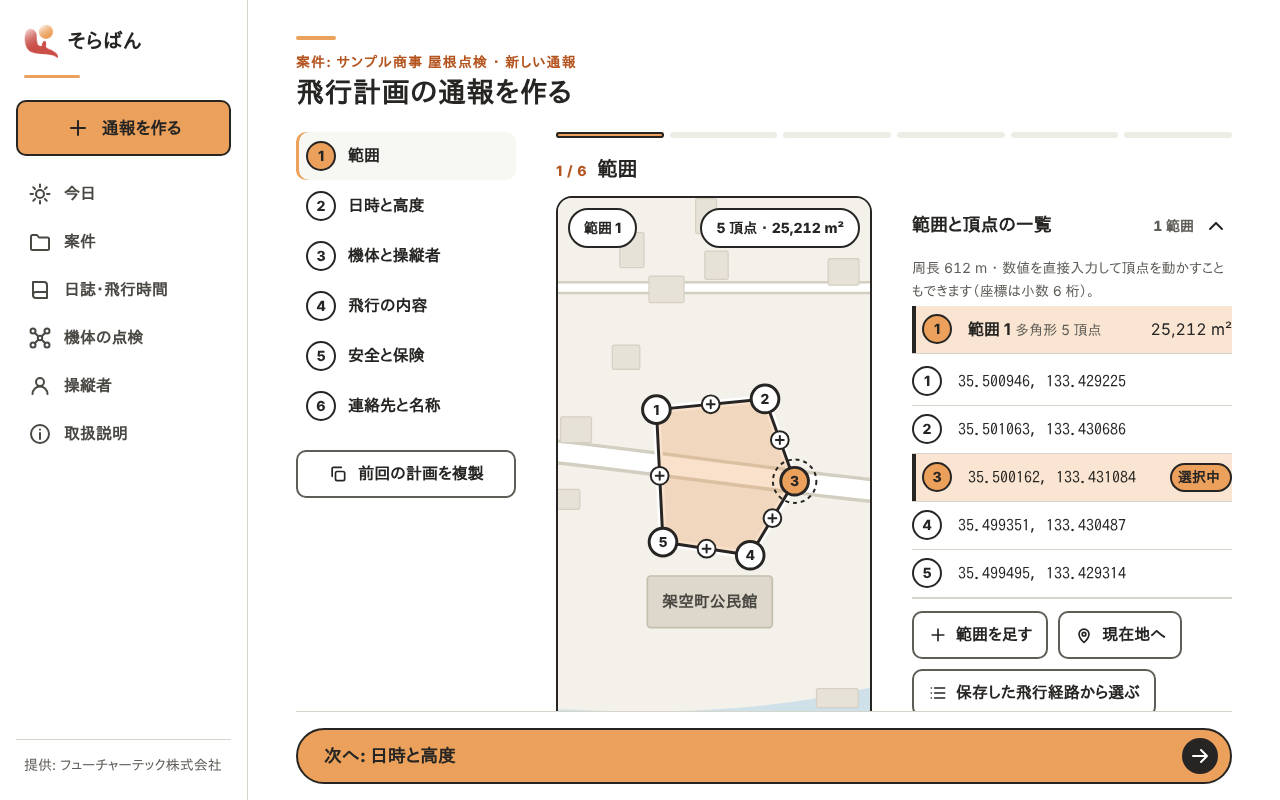 そらばん
通報を作る
今日
案件
日誌・飛行時間
機体の点検
操縦者
取扱説明
提供: フューチャーテック株式会社
案件: サンプル商事 屋根点検・新しい通報
飛行計画の通報を作る
1 範囲
2 日時と高度
3 機体と操縦者
4 飛行の内容
5 安全と保険
6 連絡先と名称
前回の計画を複製
1 / 6 範囲
範囲 1
5 頂点・25,212 m²
1
2
3
5
4
架空町公民館
範囲と頂点の一覧
1 範囲
周長 612 m・数値を直接入力して頂点を動かすこと
もできます(座標は小数 6 桁)。
1 範囲 1 多角形 5 頂点 25,212 m²
1 35.500946, 133.429225
2 35.501063, 133.430686
3 35.500162, 133.431084 選択中
4 35.499351, 133.430487
5 35.499495, 133.429314
範囲を足す
現在地へ
保存した飛行経路から選ぶ
次へ: 日時と高度